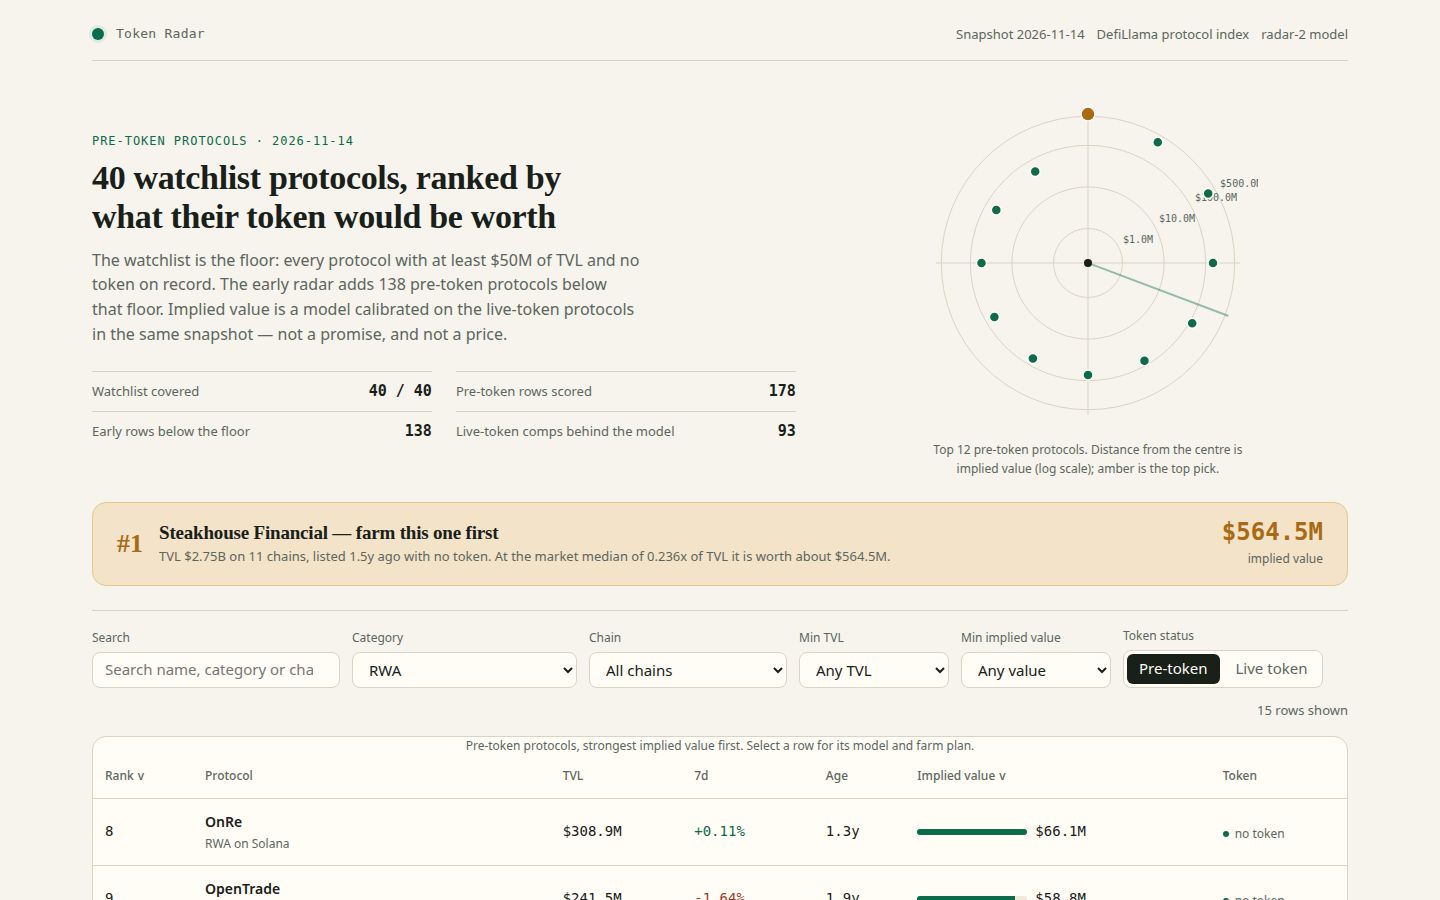 Token Radar
Snapshot 2026-11-14 DefiLlama protocol index radar-2 model
PRE-TOKEN PROTOCOLS · 2026-11-14
40 watchlist protocols, ranked by
what their token would be worth
The watchlist is the floor: every protocol with at least $50M of TVL and no
token on record. The early radar adds 138 pre-token protocols below
that floor. Implied value is a model calibrated on the live-token protocols
in the same snapshot — not a promise, and not a price.
Watchlist covered 40 / 40
Pre-token rows scored 178
Early rows below the floor 138
Live-token comps behind the model 93
$10.0M
$1.0M
Top 12 pre-token protocols. Distance from the centre is
implied value (log scale); amber is the top pick.
#1
Steakhouse Financial — farm this one first
TVL $2.75B on 11 chains, listed 1.5y ago with no token. At the market median of 0.236x of TVL it is worth about $564.5M.
$564.5M
implied value
Search Category Chain Min TVL Min implied value Token status
Search name, category or cha RWA All chains Any TVL Any value Pre-token Live token
15 rows shown
Pre-token protocols, strongest implied value first. Select a row for its model and farm plan.
Rank v Protocol TVL 7d Age Implied value v Token
8 OnRe $308.9M +0.11% 1.3y $66.1M no token
RWA on Solana
9 OpenTrade $241.5M -1.64% 1.9y $58.8M no token